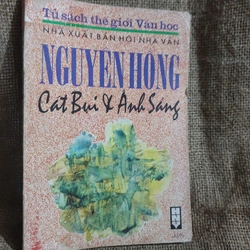 Tủ sách thế giới Văn học
NHÀ XUẤT BẢN HỘI NHÀ VĂN
NGUYÊN HỒNG
Cát Bụi & Ánh Sáng